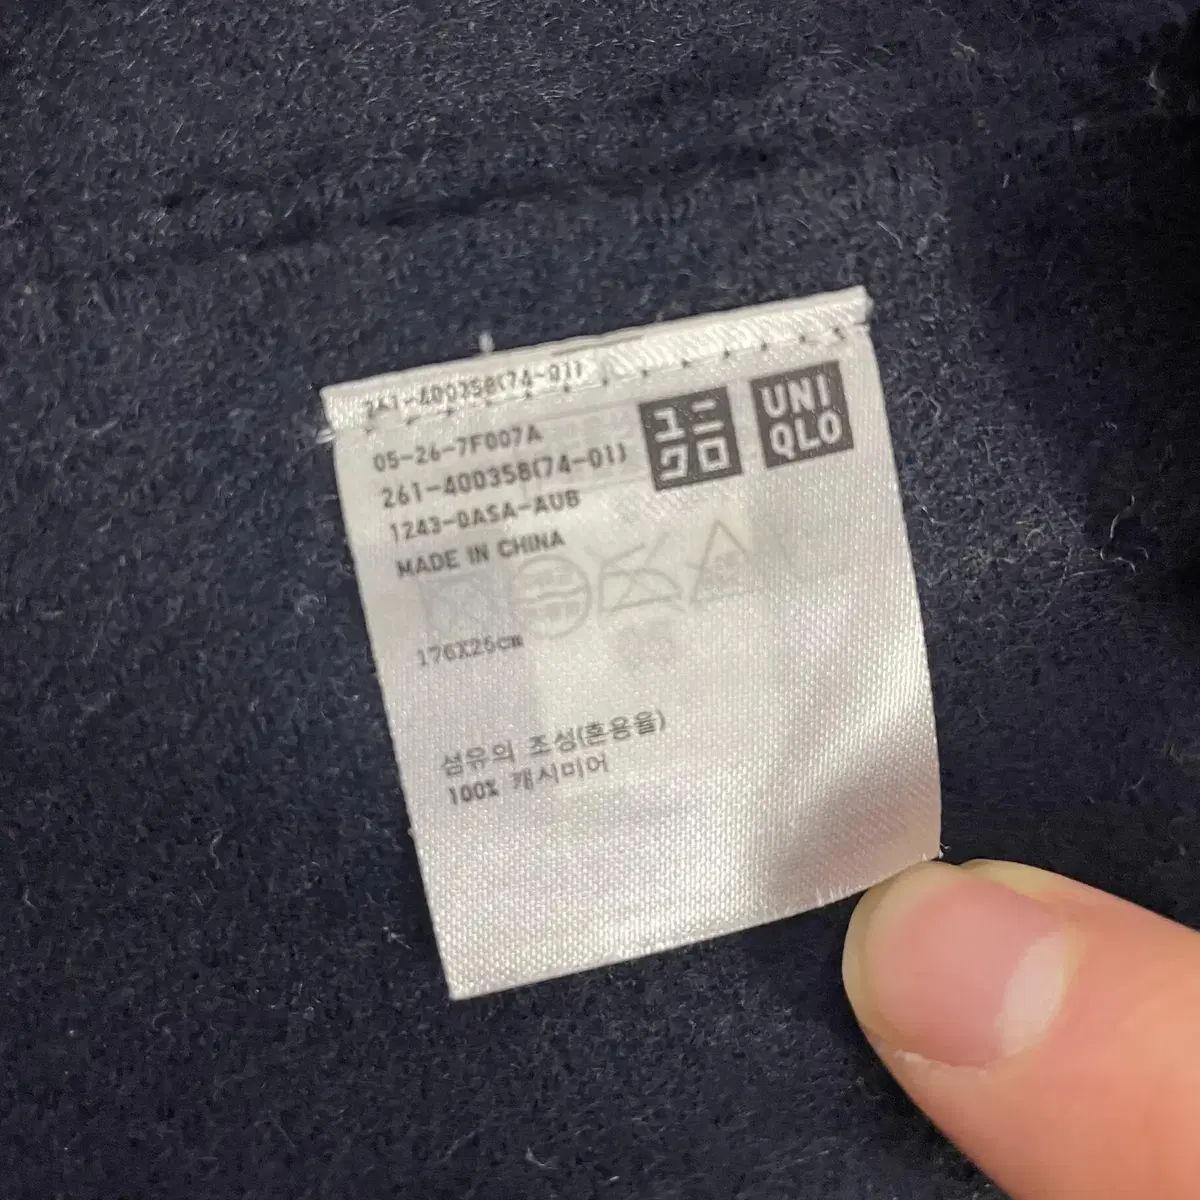 261-400358(74-01)
ユニ
クロ
UNI
QLO
05-26-7F007A
261-400358(74-01)
1243-0ASA-AUB
MADE IN CHINA
176X26cm
섬유의 조성(혼용율)
100% 캐시미어